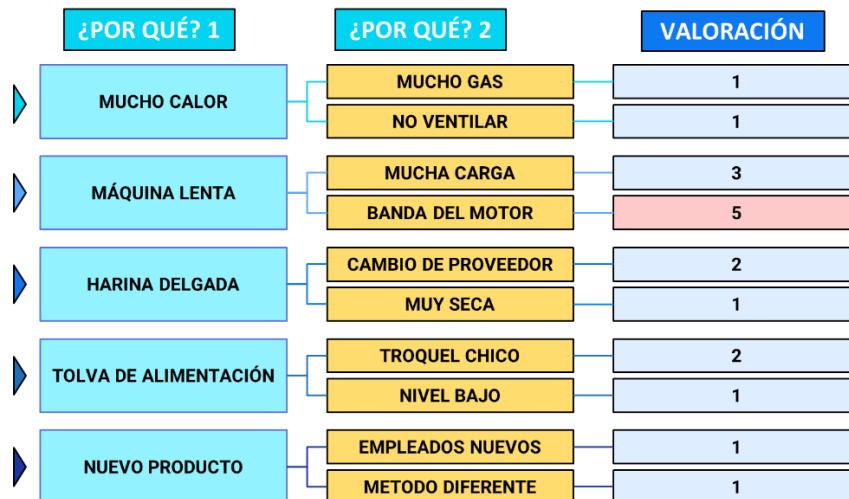 ¿POR QUÉ? 1
¿POR QUÉ? 2
VALORACIÓN
MUCHO CALOR
MUCHO GAS
1
NO VENTILAR
1
MÁQUINA LENTA
MUCHA CARGA
3
BANDA DEL MOTOR
5
HARINA DELGADA
CAMBIO DE PROVEEDOR
2
MUY SECA
1
TOLVA DE ALIMENTACIÓN
TROQUEL CHICO
2
NIVEL BAJO
1
NUEVO PRODUCTO
EMPLEADOS NUEVOS
1
METODO DIFERENTE
1